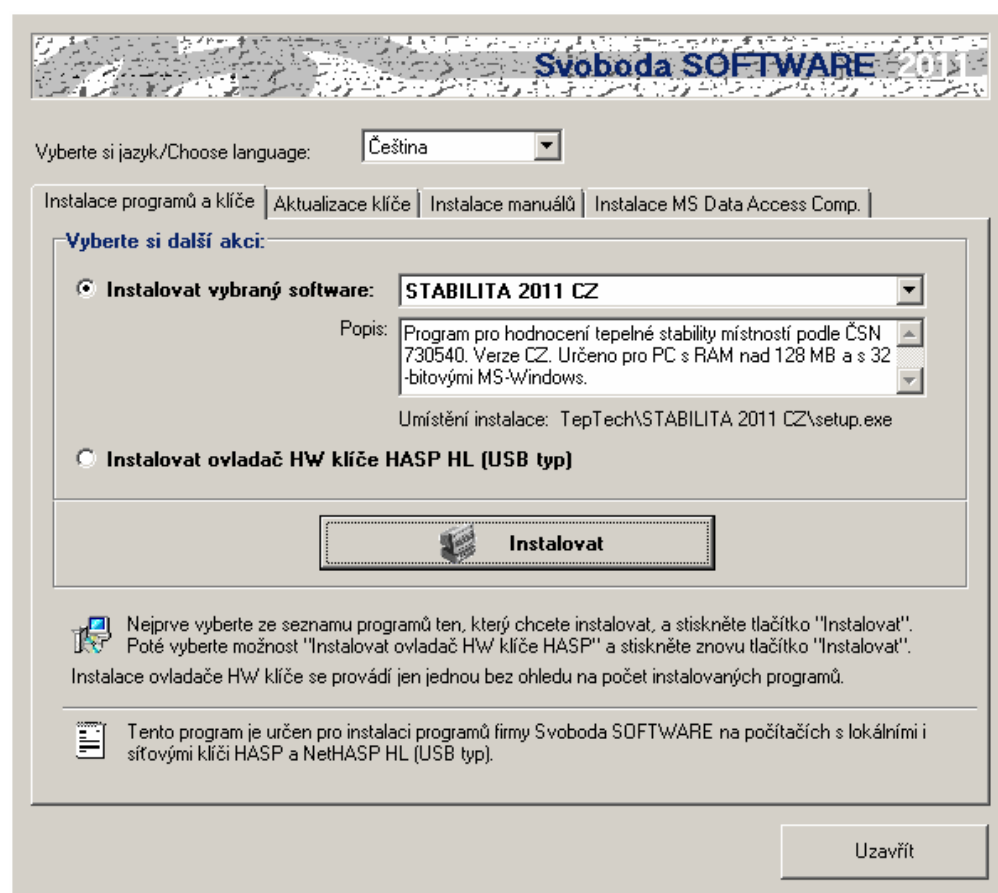 Svoboda SOFTWARE 2011
Vyberte si jazyk/Choose language: Čeština
Instalace programů a klíče Aktualizace klíče Instalace manuálů Instalace MS Data Access Comp.
Vyberte si další akci:
Instalovat vybraný software: STABILITA 2011 CZ
Popis: Program pro hodnocení tepelné stability místností podle ČSN
730540. Verze CZ. Určeno pro PC s RAM nad 128 MB a s 32
-bitovými MS-Windows.
Umístění instalace: TepTech\STABILITA 2011 CZ\setup.exe
Instalovat ovladač HW klíče HASP HL (USB typ)
Instalovat
Nejprve vyberte ze seznamu programů ten, který chcete instalovat, a stiskněte tlačítko "Instalovat".
Poté vyberte možnost "Instalovat ovladač HW klíče HASP" a stiskněte znovu tlačítko "Instalovat".
Instalace ovladače HW klíče se provádí jen jednou bez ohledu na počet instalovaných programů.
Tento program je určen pro instalaci programů firmy Svoboda SOFTWARE na počítačích s lokálními i
síťovými klíči HASP a NetHASP HL (USB typ).
Uzavřít